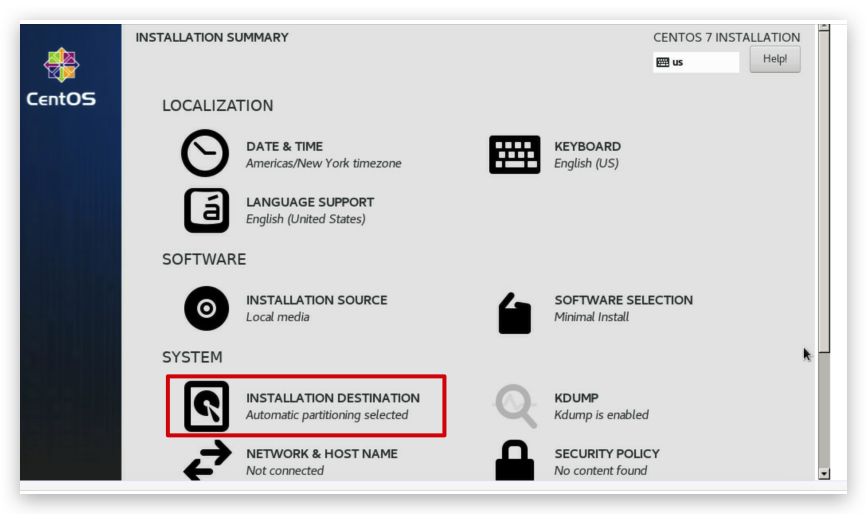 INSTALLATION SUMMARY
CENTOS 7 INSTALLATION
us
Help!
CentOS
LOCALIZATION
DATE & TIME
Americas/New York timezone
KEYBOARD
English (US)
LANGUAGE SUPPORT
English (United States)
SOFTWARE
INSTALLATION SOURCE
Local media
SOFTWARE SELECTION
Minimal Install
SYSTEM
INSTALLATION DESTINATION
Automatic partitioning selected
KDUMP
Kdump is enabled
NETWORK & HOST NAME
Not connected
SECURITY POLICY
No content found